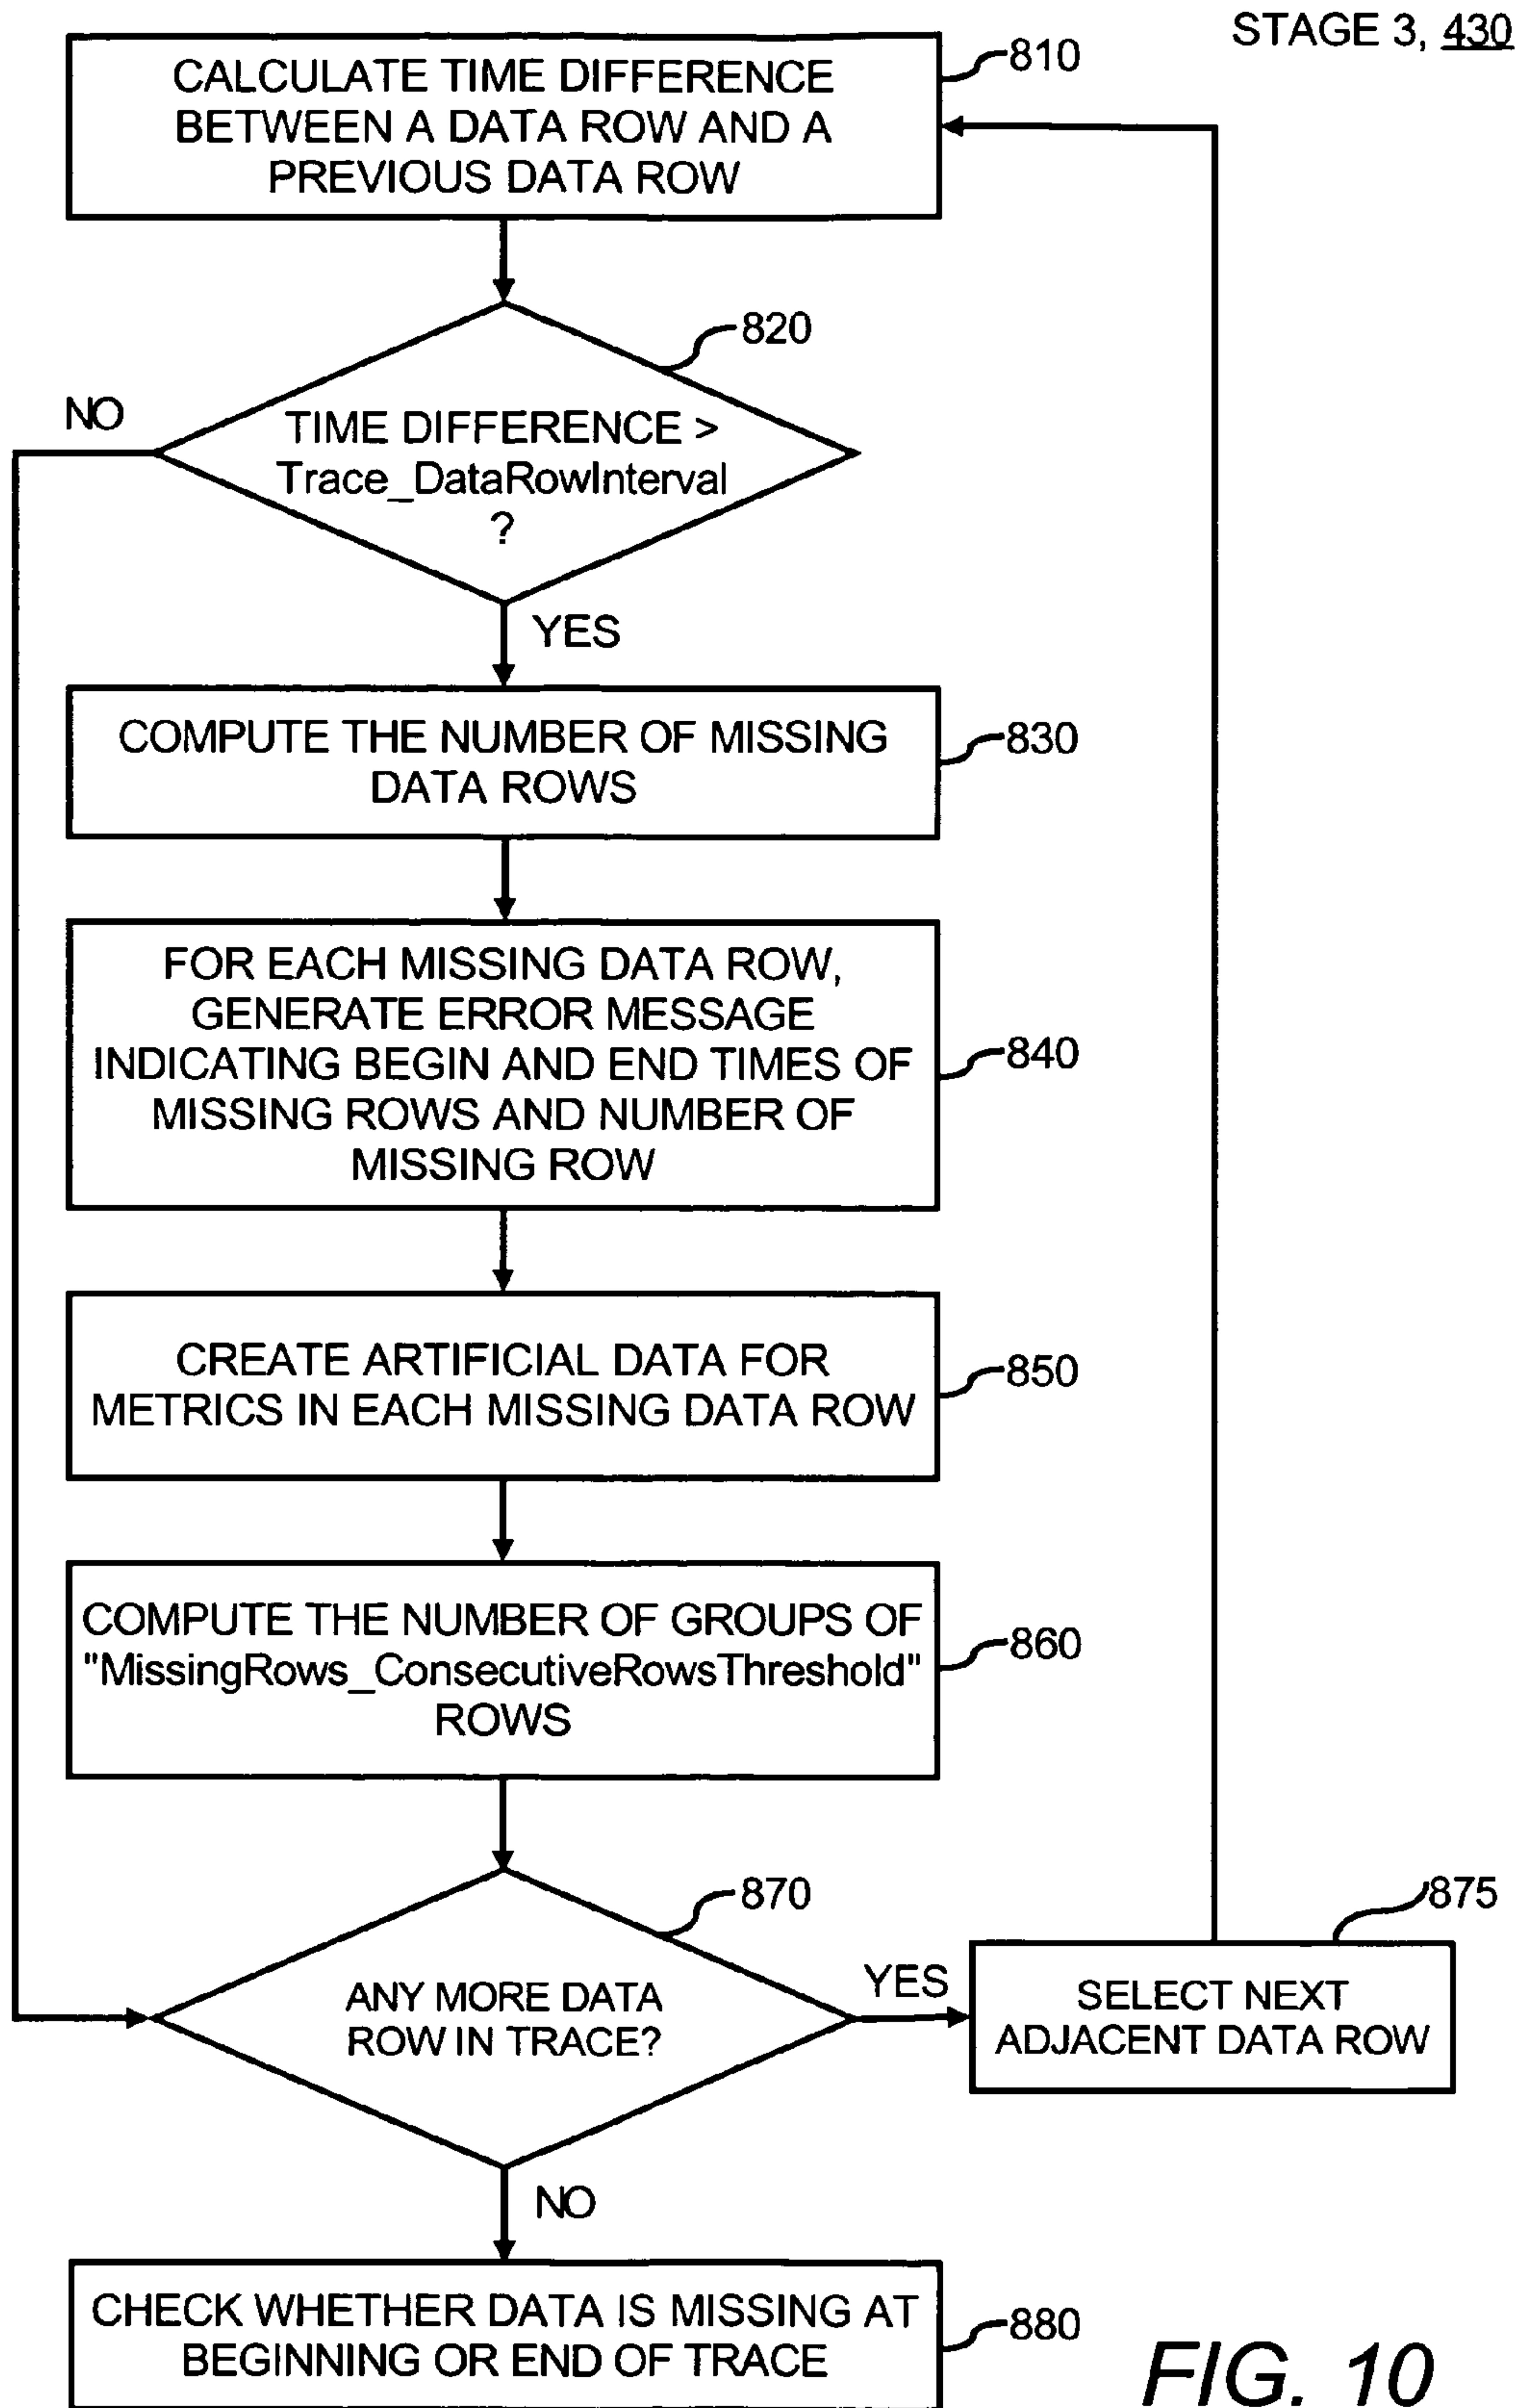 STAGE 3, 430
CALCULATE TIME DIFFERENCE
BETWEEN A DATA ROW AND A
PREVIOUS DATA ROW
810
820
NO
TIME DIFFERENCE >
Trace_DataRowInterval
?
YES
COMPUTE THE NUMBER OF MISSING
DATA ROWS
830
FOR EACH MISSING DATA ROW,
GENERATE ERROR MESSAGE
INDICATING BEGIN AND END TIMES OF
MISSING ROWS AND NUMBER OF
MISSING ROW
840
CREATE ARTIFICIAL DATA FOR
METRICS IN EACH MISSING DATA ROW
850
COMPUTE THE NUMBER OF GROUPS OF
"MissingRows_ConsecutiveRowsThreshold"
ROWS
860
870
ANY MORE DATA
ROW IN TRACE?
YES
875
SELECT NEXT
ADJACENT DATA ROW
NO
CHECK WHETHER DATA IS MISSING AT
BEGINNING OR END OF TRACE
880
FIG. 10